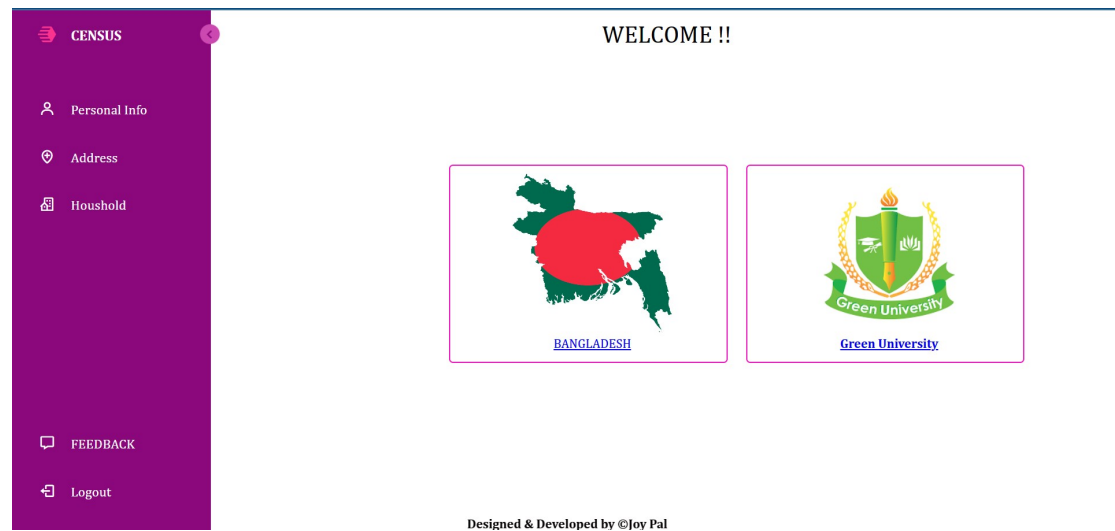 CENSUS
WELCOME !!
Personal Info
Address
Houshold
Green University
BANGLADESH
Green University
FEEDBACK
Logout
Designed & Developed by ©Joy Pal